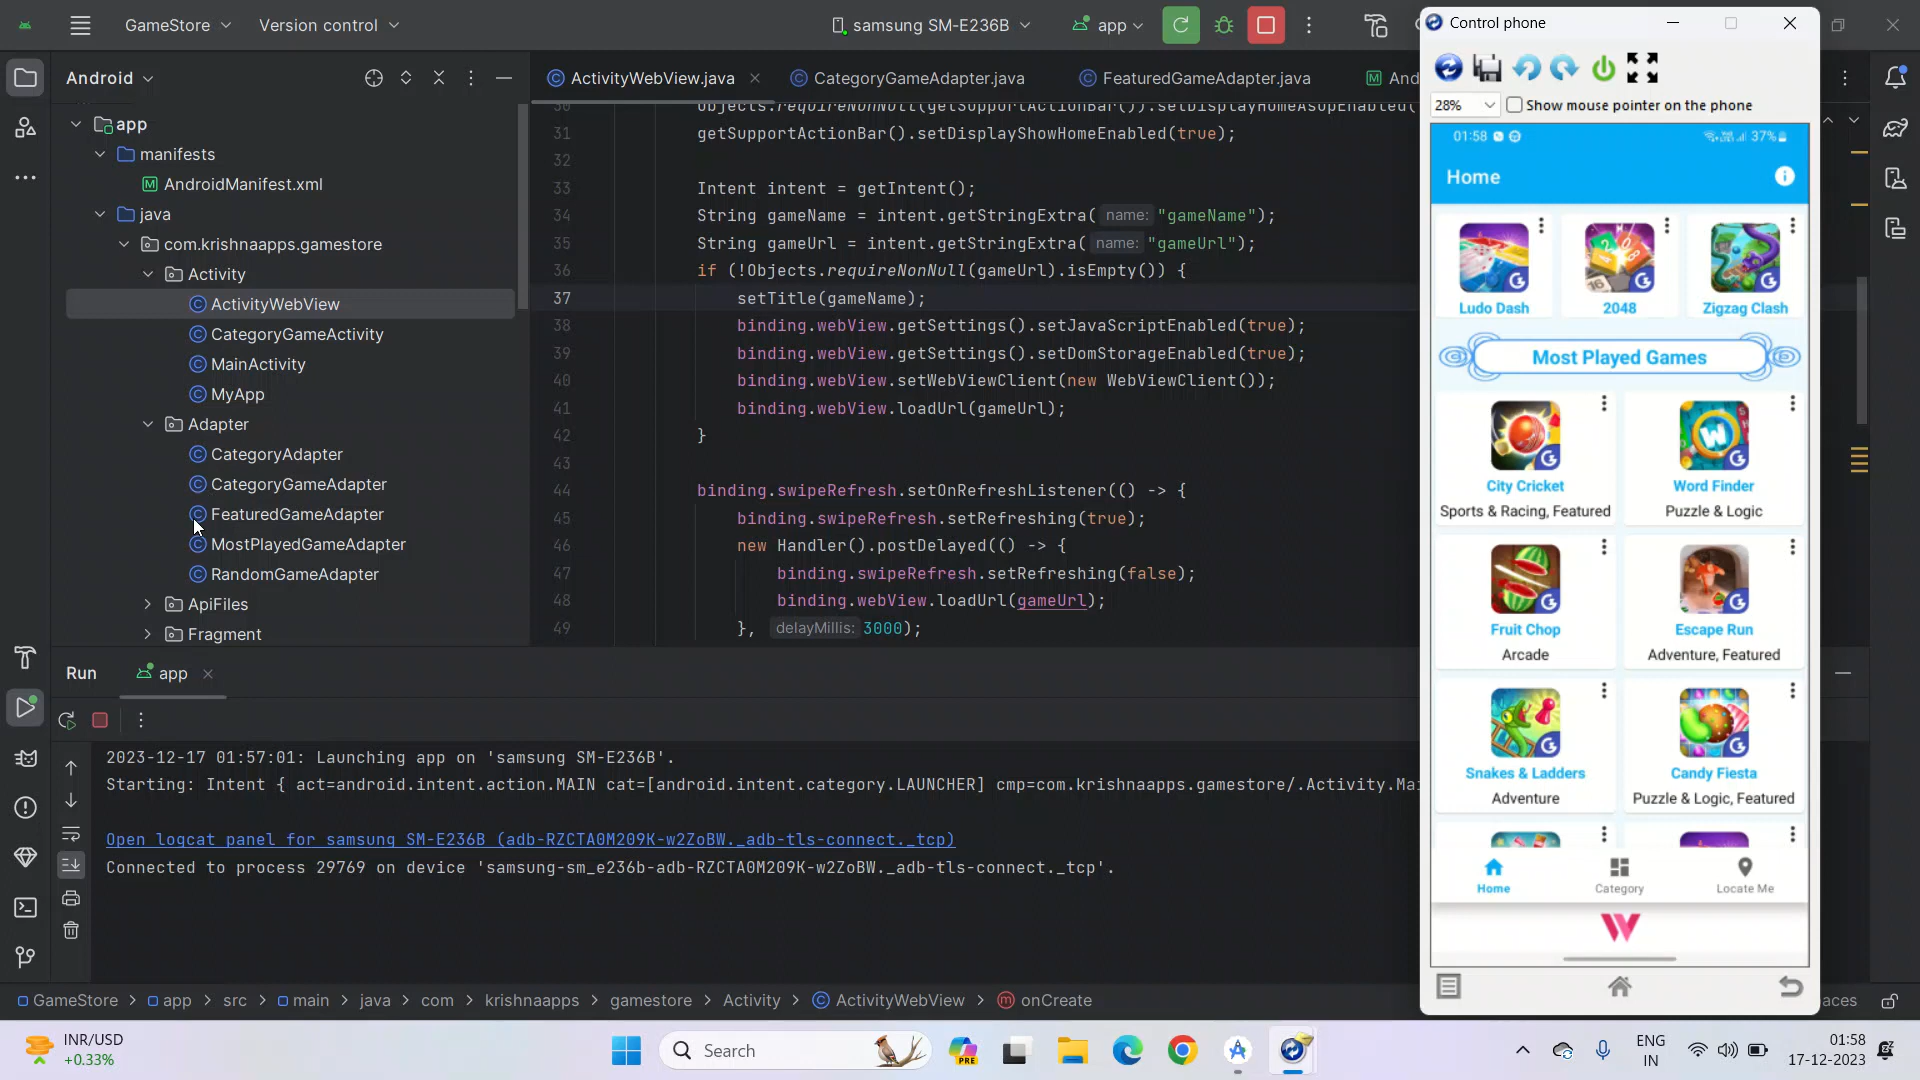 GameStore
Version control
samsung SM-E236B
app
Android
app
manifests
AndroidManifest.xml
java
com.krishnaapps.gamestore
Activity
ActivityWebView
CategoryGameActivity
MainActivity
MyApp
Adapter
CategoryAdapter
CategoryGameAdapter
FeaturedGameAdapter
MostPlayedGameAdapter
RandomGameAdapter
ApiFiles
Fragment
ActivityWebView.java
CategoryGameAdapter.java
FeaturedGameAdapter.java
And
30 Objects.requireNonNull(getSupportActionBar()).setDisplayHomeAsUpEnabled(
31 getSupportActionBar().setDisplayShowHomeEnabled(true);
32
33 Intent intent = getIntent();
34 String gameName = intent.getStringExtra( name: "gameName");
35 String gameUrl = intent.getStringExtra( name: "gameUrl");
36 if (!Objects.requireNonNull(gameUrl).isEmpty()) {
37 setTitle(gameName);
38 binding.webView.getSettings().setJavaScriptEnabled(true);
39 binding.webView.getSettings().setDomStorageEnabled(true);
40 binding.webView.setWebViewClient(new WebViewClient());
41 binding.webView.loadUrl(gameUrl);
42 }
43
44 binding.swipeRefresh.setOnRefreshListener(() -> {
45 binding.swipeRefresh.setRefreshing(true);
46 new Handler().postDelayed(() -> {
47 binding.swipeRefresh.setRefreshing(false);
48 binding.webView.loadUrl(gameUrl);
49 }, delayMillis: 3000);
Run
app
2023-12-17 01:57:01: Launching app on 'samsung SM-E236B'.
Starting: Intent { act=android.intent.action.MAIN cat=[android.intent.category.LAUNCHER] cmp=com.krishnaapps.gamestore/.Activity.Mai
Open logcat panel for samsung SM-E236B (adb-RZCTA0M209K-w2ZoBW._adb-tls-connect._tcp)
Connected to process 29769 on device 'samsung-sm_e236b-adb-RZCTA0M209K-w2ZoBW._adb-tls-connect._tcp'.
GameStore > app > src > main > java > com > krishnaapps > gamestore > Activity > ActivityWebView > onCreate
aces
Control phone
28%
Show mouse pointer on the phone
01:58
37%
Home
Ludo Dash
2048
Zigzag Clash
Most Played Games
City Cricket
Sports & Racing, Featured
Word Finder
Puzzle & Logic
Fruit Chop
Arcade
Escape Run
Adventure, Featured
Snakes & Ladders
Adventure
Candy Fiesta
Puzzle & Logic, Featured
Home
Category
Locate Me
INR/USD
+0.33%
Search
PRE
ENG
IN
01:58
17-12-2023